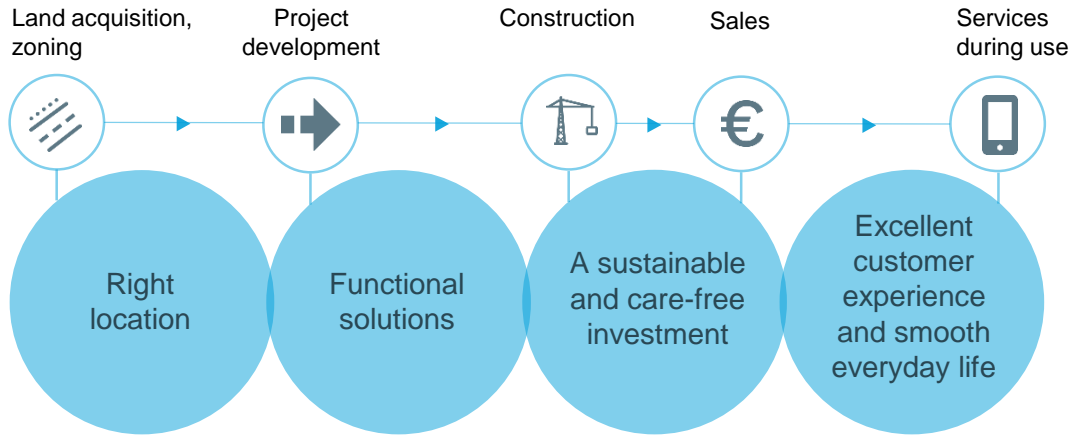 Land acquisition,
zoning
Project
development
Construction
Sales
Services
during use
€
Right
location
Functional
solutions
A sustainable
and care-free
investment
Excellent
customer
experience
and smooth
everyday life